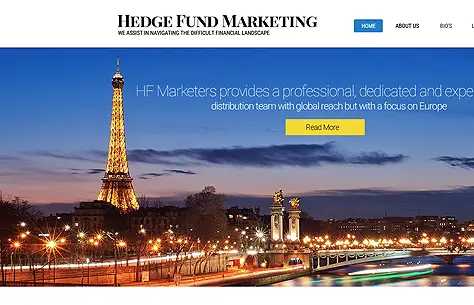 HEDGE FUND MARKETING
WE ASSIST IN NAVIGATING THE DIFFICULT FINANCIAL LANDSCAPE
HOME ABOUT US BIO'S
HF Marketers provides a professional, dedicated and
distribution team with global reach but with a focus on Europe
Read More